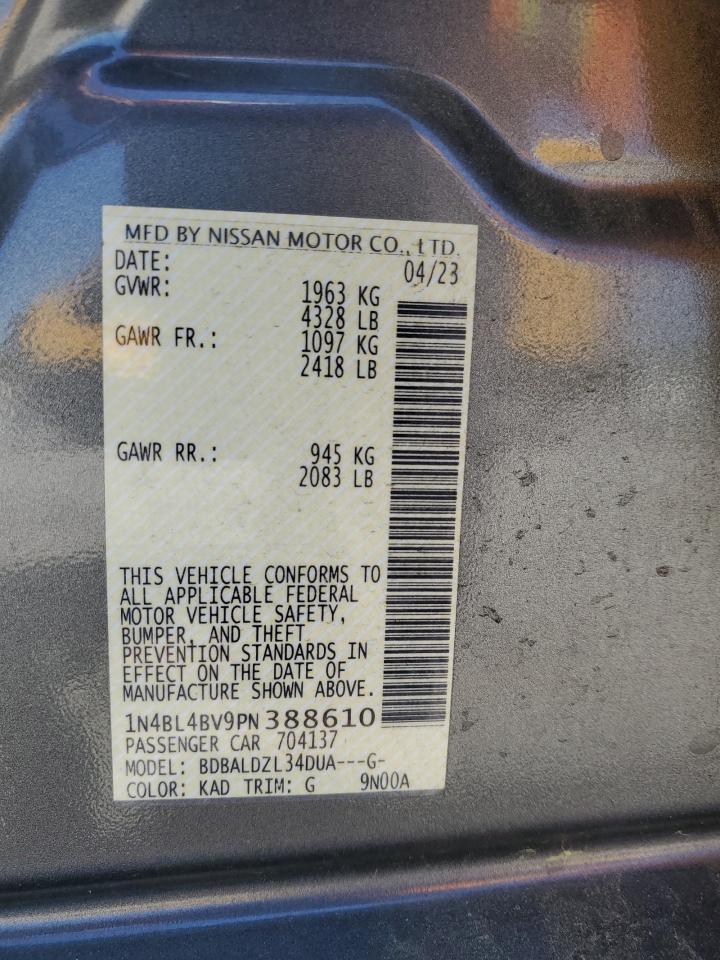 MFD BY NISSAN MOTOR CO., LTD.
DATE: 04/23
GVWR: 1963 KG
4328 LB
GAWR FR.: 1097 KG
2418 LB
GAWR RR.: 945 KG
2083 LB
THIS VEHICLE CONFORMS TO
ALL APPLICABLE FEDERAL
MOTOR VEHICLE SAFETY,
BUMPER, AND THEFT
PREVENTION STANDARDS IN
EFFECT ON THE DATE OF
MANUFACTURE SHOWN ABOVE.
1N4BL4BV9PN388610
PASSENGER CAR 704137
MODEL: BDBALDZL34DUA---G-
COLOR: KAD TRIM: G 9N00A